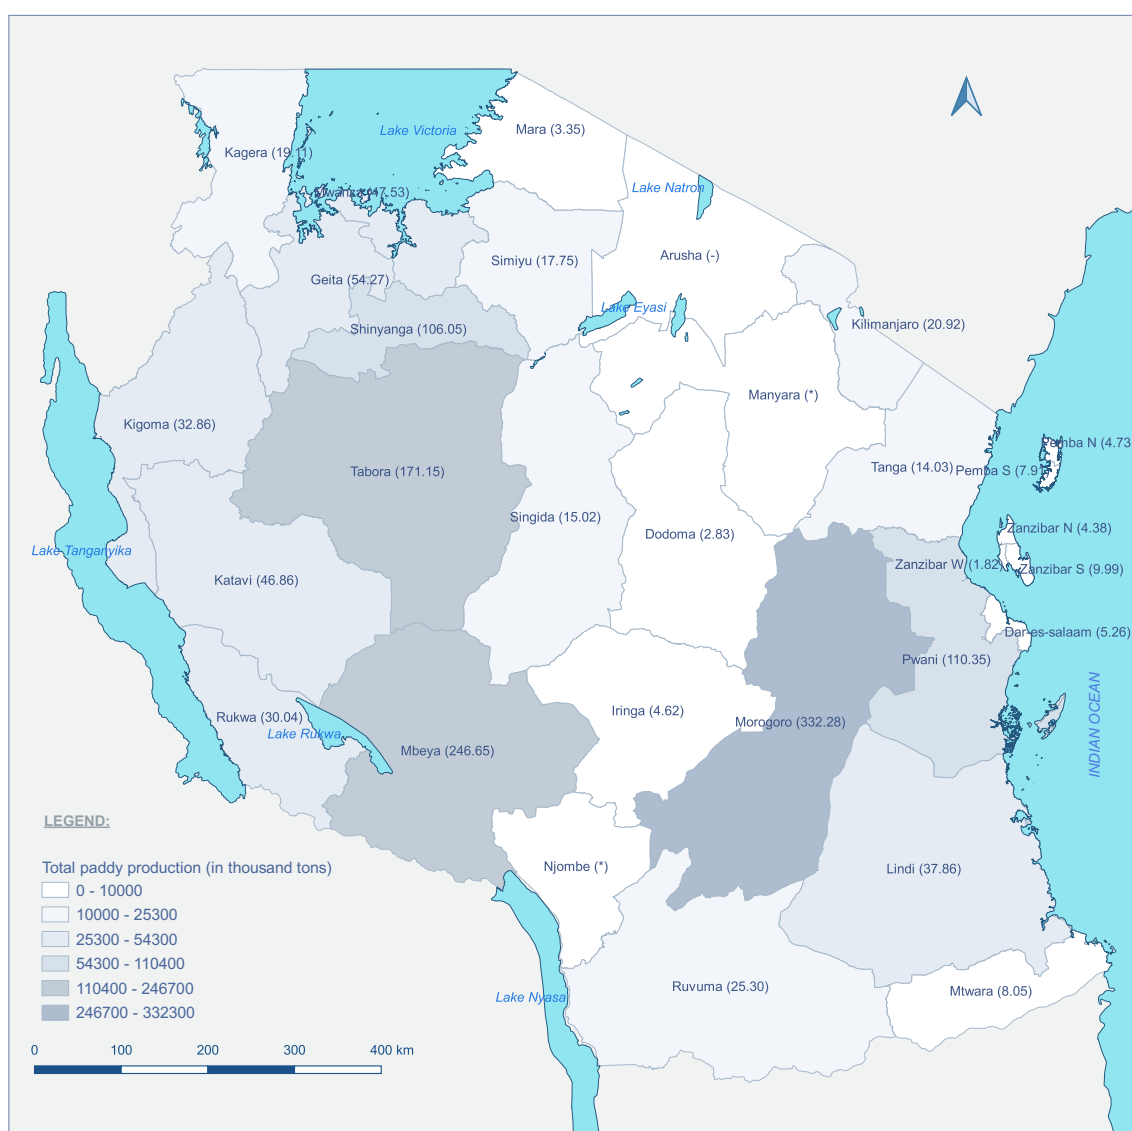 Lake Victoria
Mara (3.35)
Kagera (19.11)
Lake Natron
Mwanza (47.53)
Arusha (-)
Simiyu (17.75)
Geita (54.27)
Lake Eyasi
Kilimanjaro (20.92)
Shinyanga (106.05)
Manyara (*)
Kigoma (32.86)
Pemba N (4.73
Tanga (14.03)
Pemba S (7.91
Tabora (171.15)
Singida (15.02)
Zanzibar N (4.38)
Dodoma (2.83)
Lake Tanganyika
Zanzibar W (1.82)
Zanzibar S (9.99)
Katavi (46.86)
Dar-es-salaam (5.26)
Pwani (110.35)
Iringa (4.62)
Rukwa (30.04)
Morogoro (332.28)
Lake Rukwa
INDIAN OCEAN
Mbeya (246.65)
Njombe (*)
Lindi (37.86)
Ruvuma (25.30)
Mtwara (8.05)
Lake Nyasa
LEGEND:
Total paddy production (in thousand tons)
0 - 10000
10000 - 25300
25300 - 54300
54300 - 110400
110400 - 246700
246700 - 332300
0 100 200 300 400 km